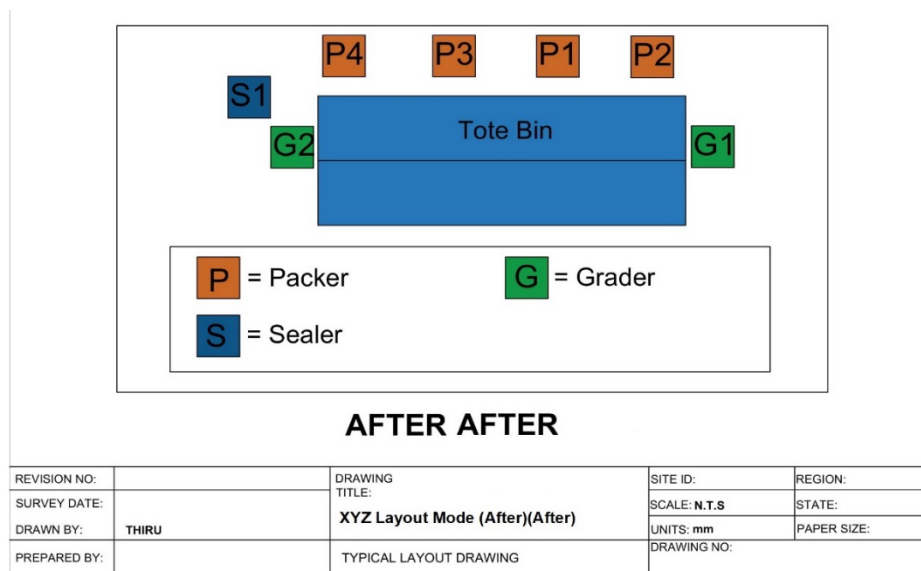 P4 P3 P1 P2
S1
G2 Tote Bin G1
P = Packer G = Grader
S = Sealer
AFTER AFTER
REVISION NO:
SURVEY DATE:
DRAWN BY: THIRU
PREPARED BY:
DRAWING
TITLE:
XYZ Layout Mode (After)(After)
TYPICAL LAYOUT DRAWING
SITE ID: REGION:
SCALE: N.T.S STATE:
UNITS: mm PAPER SIZE:
DRAWING NO: